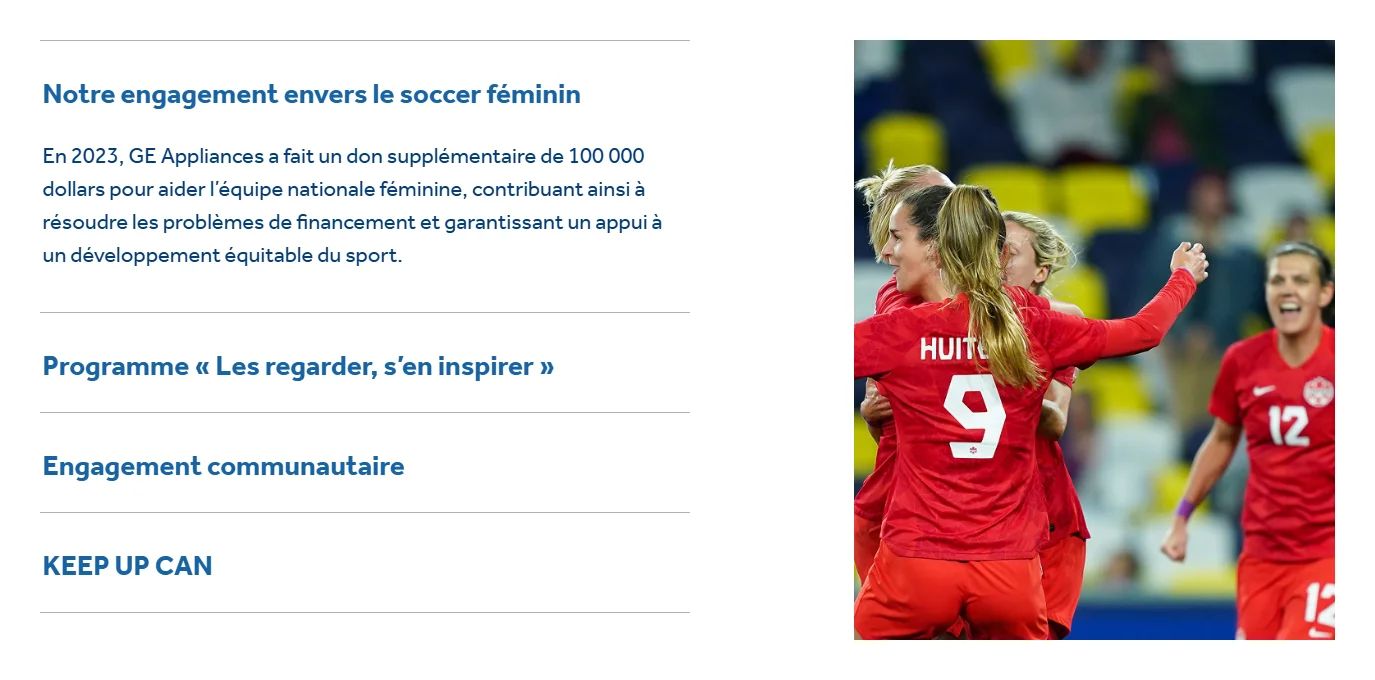 Notre engagement envers le soccer féminin
En 2023, GE Appliances a fait un don supplémentaire de 100 000
dollars pour aider l’équipe nationale féminine, contribuant ainsi à
résoudre les problèmes de financement et garantissant un appui à
un développement équitable du sport.
Programme « Les regarder, s’en inspirer »
Engagement communautaire
KEEP UP CAN
9
12
12